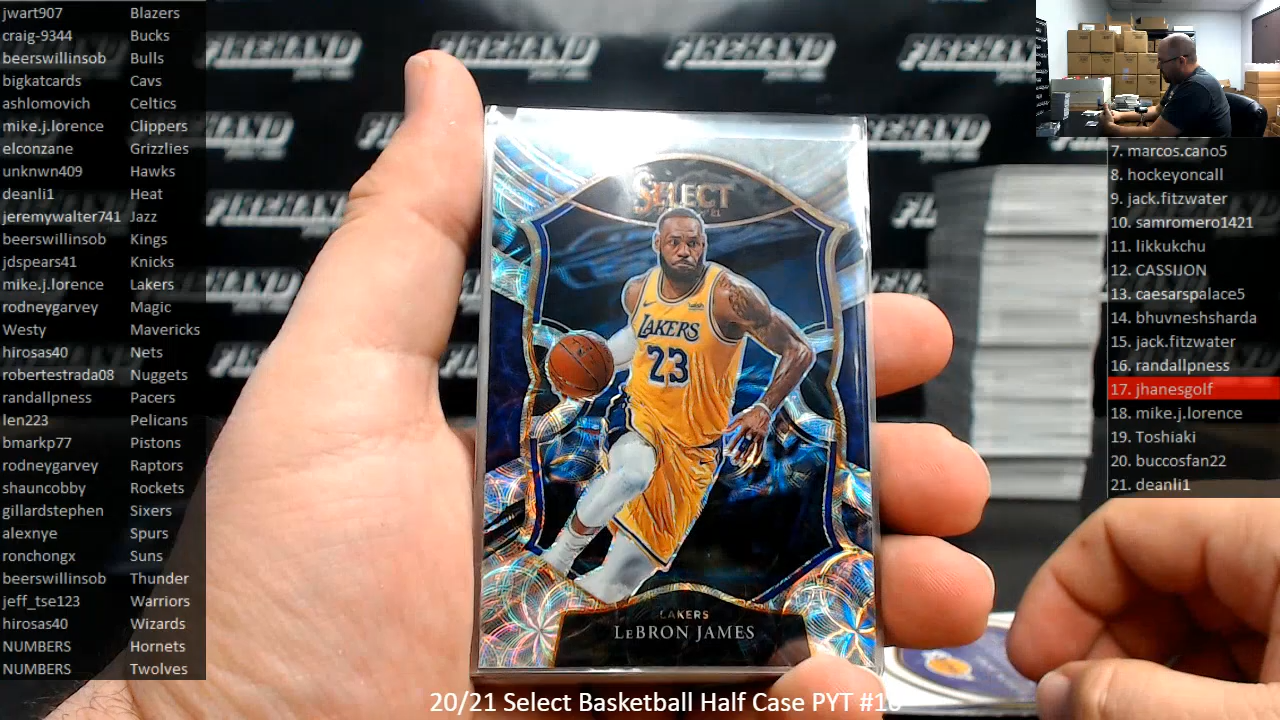 jwart907 Blazers
craig-9344 Bucks
beerswillinsob Bulls
bigkatcards Cavs
ashlomovich Celtics
mike.j.lorence Clippers
elconzane Grizzlies
unknwn409 Hawks
deanli1 Heat
jeremywalter741 Jazz
beerswillinsob Kings
jdspears41 Knicks
mike.j.lorence Lakers
rodneygarvey Magic
Westy Mavericks
hirosas40 Nets
robertestrada08 Nuggets
randallpness Pacers
len223 Pelicans
bmarkp77 Pistons
rodneygarvey Raptors
shauncobby Rockets
gillardstephen Sixers
alexnye Spurs
ronchongx Suns
beerswillinsob Thunder
jeff_tse123 Warriors
hirosas40 Wizards
NUMBERS Hornets
NUMBERS Twolves
FIREHAND
FIREHAND
FIREHAND
FIREHAND
SELECT
LAKERS
23
LAKERS
LeBRON JAMES
7. marcos.cano5
8. hockeyoncall
9. jack.fitzwater
10. samromero1421
11. likkukchu
12. CASSIJON
13. caesarspalace5
14. bhuvneshsharda
15. jack.fitzwater
16. randallpness
17. jhanesgolf
18. mike.j.lorence
19. Toshiaki
20. buccosfan22
21. deanli1
20/21 Select Basketball Half Case PYT #1